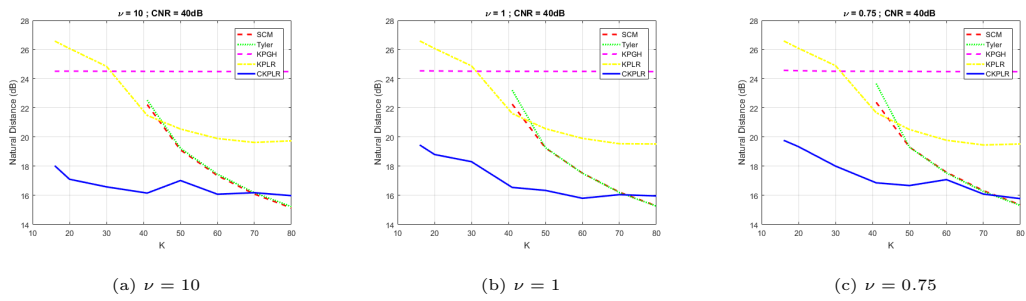 ν = 10 ; CNR = 40dB
Natural Distance (dB)
28
26
24
22
20
18
16
14
10 20 30 40 50 60 70 80
K
SCM
Tyler
KPGH
KPLR
CKPLR
(a) ν = 10
ν = 1 ; CNR = 40dB
Natural Distance (dB)
28
26
24
22
20
18
16
14
10 20 30 40 50 60 70 80
K
SCM
Tyler
KPGH
KPLR
CKPLR
(b) ν = 1
ν = 0.75 ; CNR = 40dB
Natural Distance (dB)
28
26
24
22
20
18
16
14
10 20 30 40 50 60 70 80
K
SCM
Tyler
KPGH
KPLR
CKPLR
(c) ν = 0.75